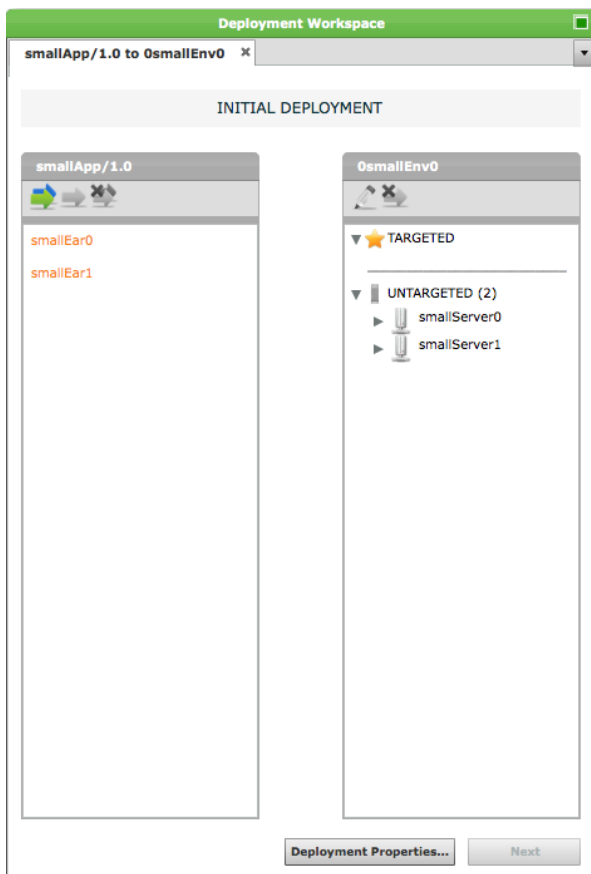 Deployment Workspace
smallApp/1.0 to 0smallEnv0
INITIAL DEPLOYMENT
smallApp/1.0
smallEar0
smallEar1
0smallEnv0
TARGETED
UNTARGETED (2)
smallServer0
smallServer1
Deployment Properties... Next